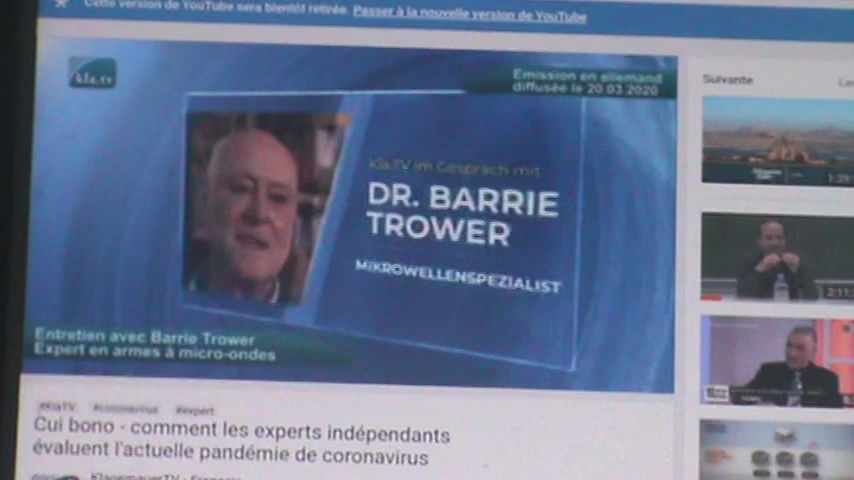 Cette version de YouTube sera bientôt retirée. Passer à la nouvelle version de YouTube
kla.tv
Emission en allemand
diffusée le 20.03.2020
Kla.TV im Gespräch mit
DR. BARRIE
TROWER
MIKROWELLENSPEZIALIST
Entretien avec Barrie Trower
Expert en armes à micro-ondes
Suivante
1:29
2:11
#KlaTV #coronavirus #expert
Cui bono - comment les experts indépendants
évaluent l'actuelle pandémie de coronavirus
KlagemauerTV - Français